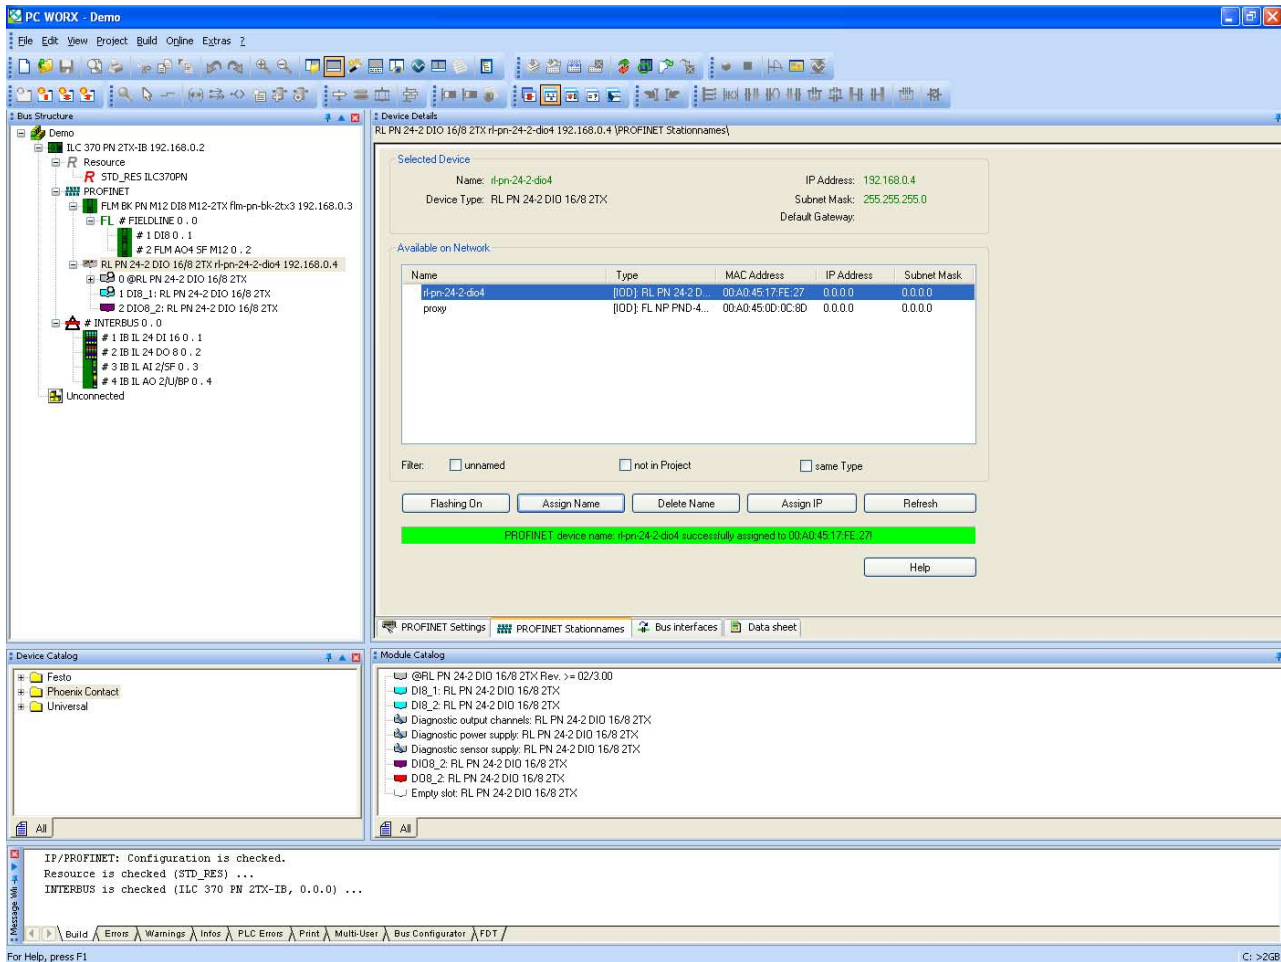 PC WORX - Demo
File Edit View Project Build Online Extras ?
Bus Structure
Demo
ILC 370 PN 2TX-IB 192.168.0.2
R Resource
R STD_RES ILC370PN
PROFINET
FLM BK PN M12 DI8 M12-2TX flm-pn-bk-2tx3 192.168.0.3
FL # FIELDLINE 0 . 0
# 1 DI8 0 . 1
# 2 FLM AO4 SF M12 0 . 2
RL PN 24-2 DIO 16/8 2TX rl-pn-24-2-dio4 192.168.0.4
0 @RL PN 24-2 DIO 16/8 2TX
1 DI8_1: RL PN 24-2 DIO 16/8 2TX
2 DIO8_2: RL PN 24-2 DIO 16/8 2TX
# INTERBUS 0 . 0
# 1 IB IL 24 DI 16 0 . 1
# 2 IB IL 24 DO 8 0 . 2
# 3 IB IL AI 2/SF 0 . 3
# 4 IB IL AO 2/U/BP 0 . 4
Unconnected
Device Details
RL PN 24-2 DIO 16/8 2TX rl-pn-24-2-dio4 192.168.0.4 \PROFINET Stationnames\
Selected Device
Name: rl-pn-24-2-dio4 IP Address: 192.168.0.4
Device Type: RL PN 24-2 DIO 16/8 2TX Subnet Mask: 255.255.255.0
Default Gateway:
Available on Network
Name Type MAC Address IP Address Subnet Mask
rl-pn-24-2-dio4 [IOD]: RL PN 24-2 D... 00:A0:45:17:FE:27 0.0.0.0 0.0.0.0
proxy [IOD]: FL NP PND-4... 00:A0:45:0D:0C:8D 0.0.0.0 0.0.0.0
Filter: unnamed not in Project same Type
Flashing On Assign Name Delete Name Assign IP Refresh
PROFINET device name: rl-pn-24-2-dio4 successfully assigned to 00:A0:45:17:FE:27!
Help
PROFINET Settings PROFINET Stationnames Bus interfaces Data sheet
Device Catalog
Festo
Phoenix Contact
Universal
All
Module Catalog
@RL PN 24-2 DIO 16/8 2TX Rev. >= 02/3.00
DI8_1: RL PN 24-2 DIO 16/8 2TX
DI8_2: RL PN 24-2 DIO 16/8 2TX
Diagnostic output channels: RL PN 24-2 DIO 16/8 2TX
Diagnostic power supply: RL PN 24-2 DIO 16/8 2TX
Diagnostic sensor supply: RL PN 24-2 DIO 16/8 2TX
DIO8_2: RL PN 24-2 DIO 16/8 2TX
DO8_2: RL PN 24-2 DIO 16/8 2TX
Empty slot: RL PN 24-2 DIO 16/8 2TX
All
Message Wi
IP/PROFINET: Configuration is checked.
Resource is checked (STD_RES) ...
INTERBUS is checked (ILC 370 PN 2TX-IB, 0.0.0) ...
Build Errors Warnings Infos PLC Errors Print Multi-User Bus Configurator FDT
For Help, press F1 C: >2GB